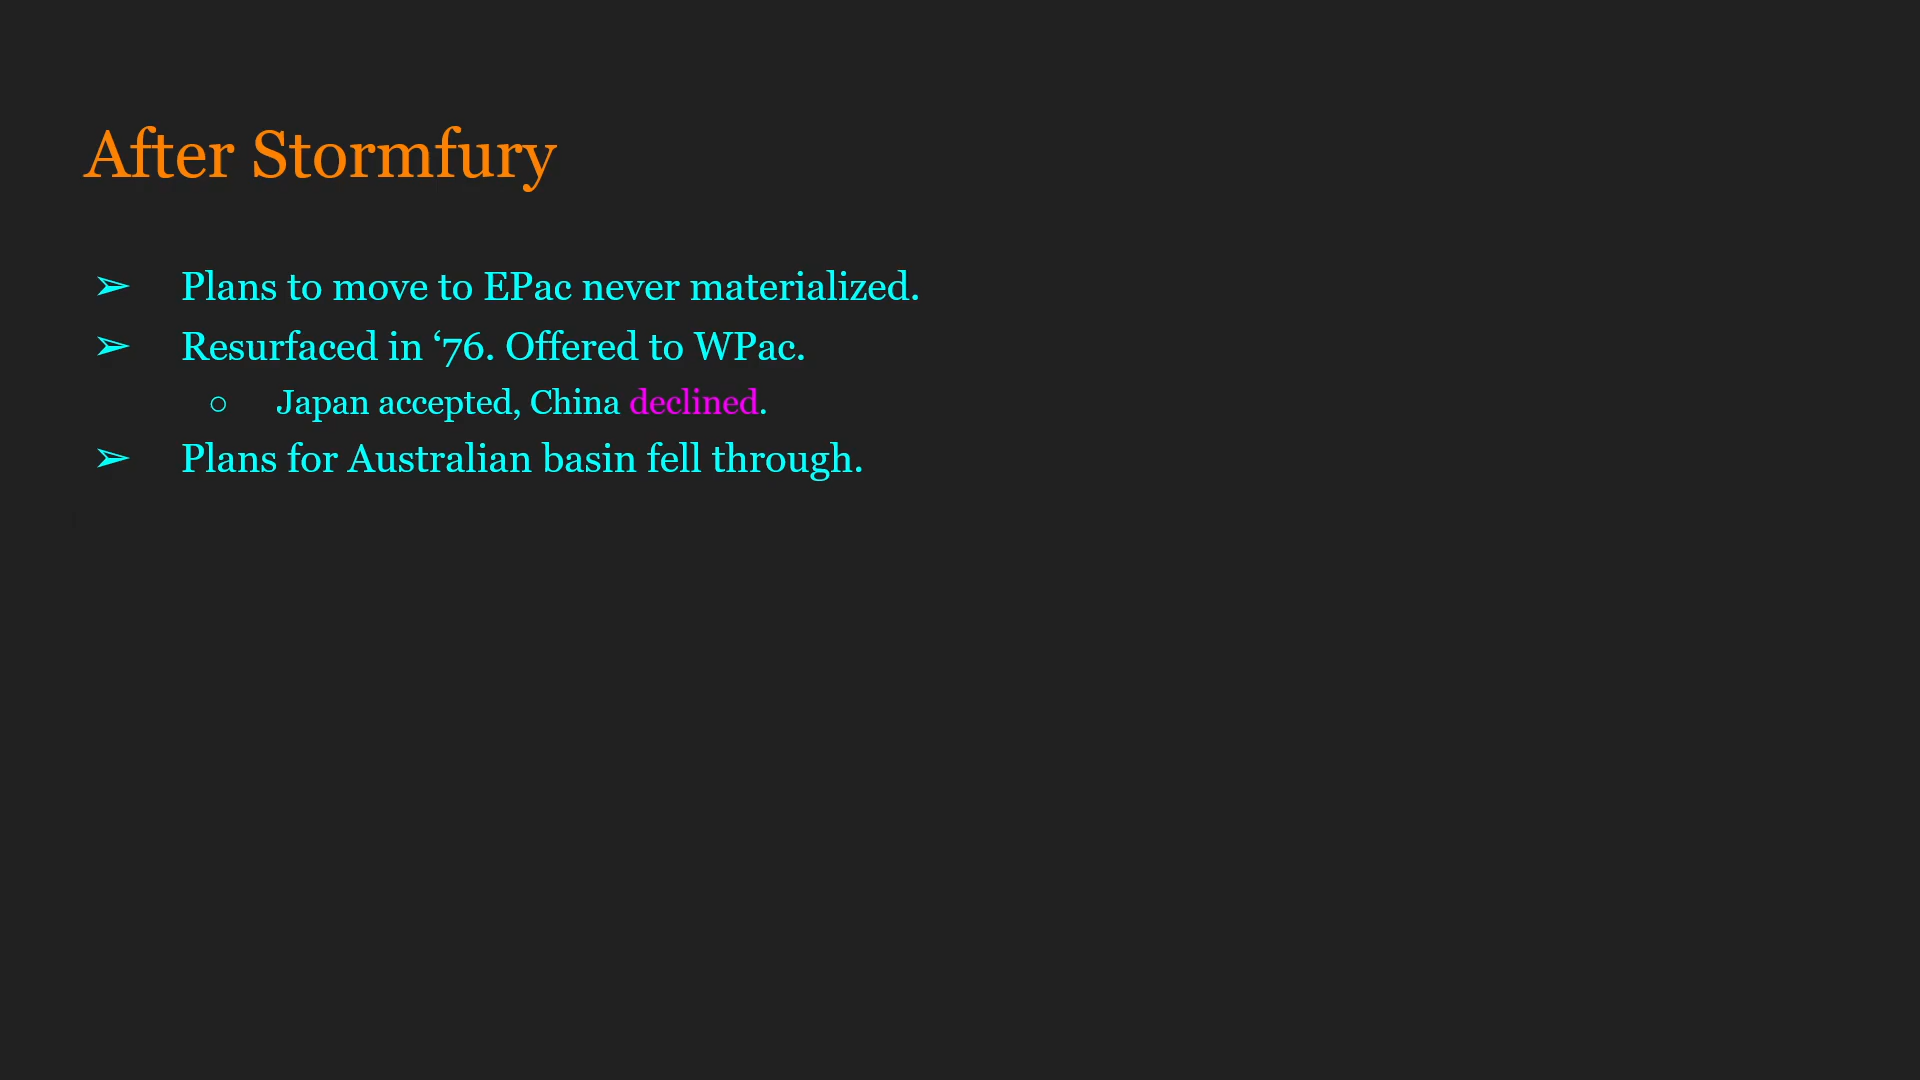 After Stormfury
➢ Plans to move to EPac never materialized.
➢ Resurfaced in ‘76. Offered to WPac.
○ Japan accepted, China declined.
➢ Plans for Australian basin fell through.